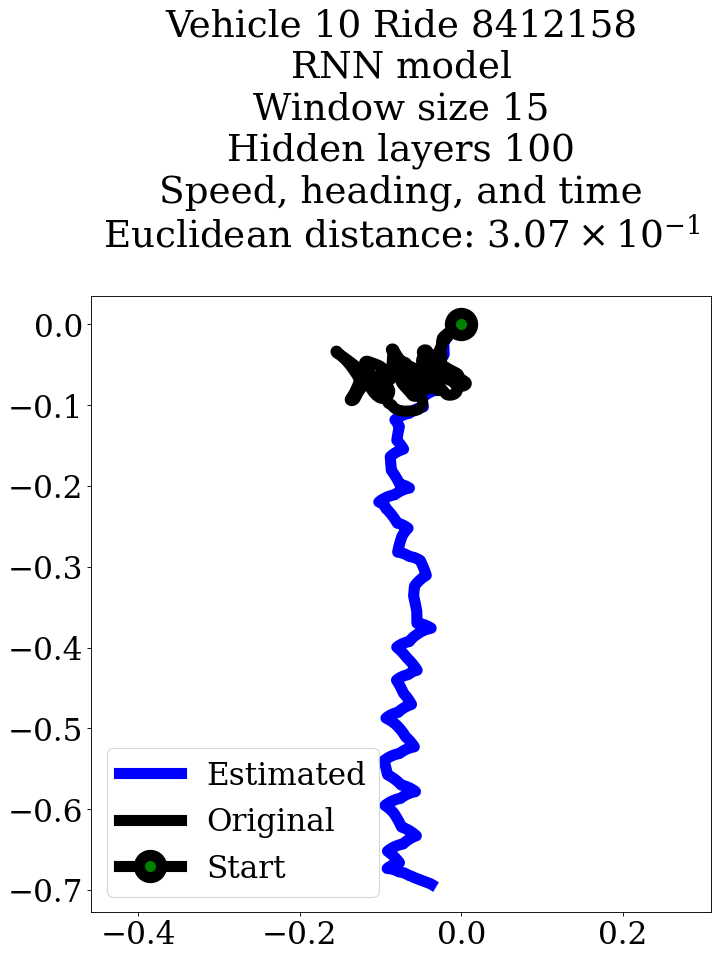 Vehicle 10 Ride 8412158
RNN model
Window size 15
Hidden layers 100
Speed, heading, and time
Euclidean distance: 3.07 × 10⁻¹
0.0
−0.1
−0.2
−0.3
−0.4
−0.5
−0.6
−0.7
Estimated
Original
Start
−0.4 −0.2 0.0 0.2